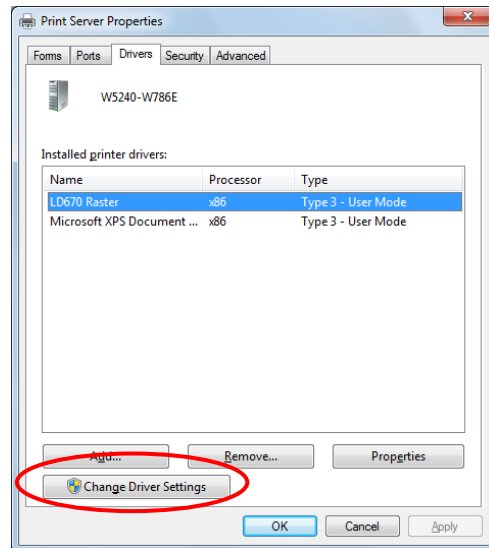 Print Server Properties
Forms Ports Drivers Security Advanced
W5240-W786E
Installed printer drivers:
Name Processor Type
LD670 Raster x86 Type 3 - User Mode
Microsoft XPS Document ... x86 Type 3 - User Mode
Add... Remove... Properties
Change Driver Settings
OK Cancel Apply